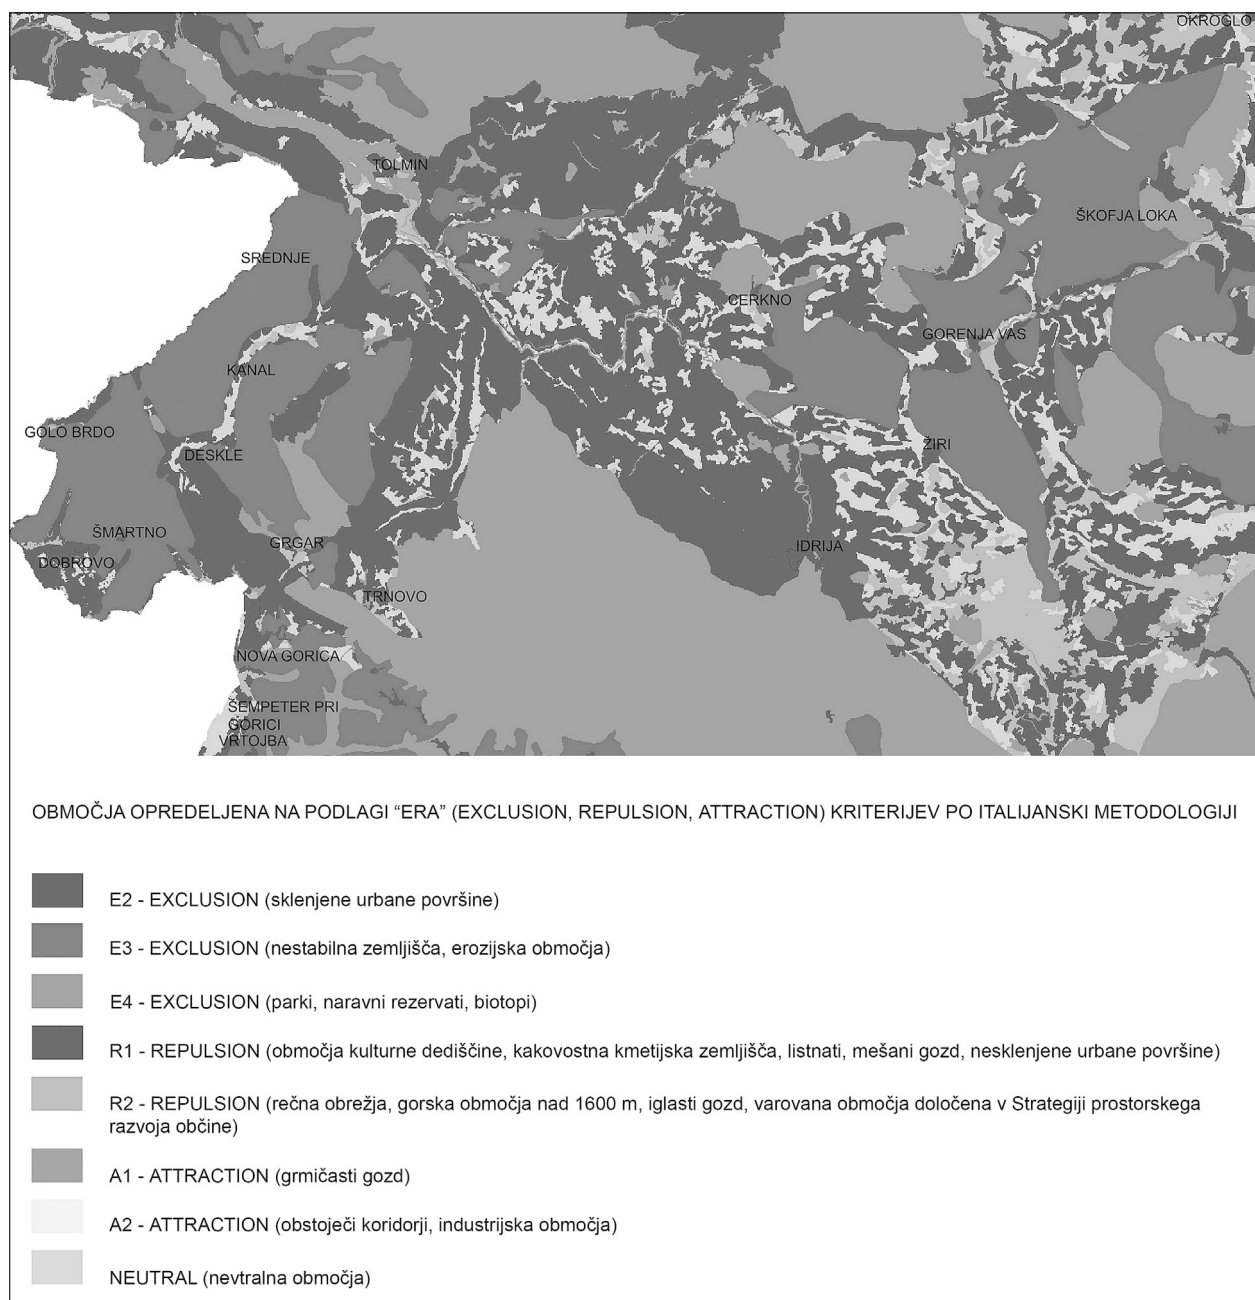 OKROGLO
TOLMIN
ŠKOFJA LOKA
SREDNJE
CERKNO
GORENJA VAS
KANAL
GOLO BRDO
ŽIRI
DESKLE
ŠMARTNO
GRGAR
IDRIJA
DOBROVO
TRNOVO
NOVA GORICA
ŠEMPETER PRI
GORICI
VRTOJBA
OBMOČJA OPREDELJENA NA PODLAGI “ERA” (EXCLUSION, REPULSION, ATTRACTION) KRITERIJEV PO ITALIJANSKI METODOLOGIJI
E2 - EXCLUSION (sklenjene urbane površine)
E3 - EXCLUSION (nestabilna zemljišča, erozijska območja)
E4 - EXCLUSION (parki, naravni rezervati, biotopi)
R1 - REPULSION (območja kulturne dediščine, kakovostna kmetijska zemljišča, listnati, mešani gozd, nesklenjene urbane površine)
R2 - REPULSION (rečna obrežja, gorska območja nad 1600 m, iglasti gozd, varovana območja določena v Strategiji prostorskega
razvoja občine)
A1 - ATTRACTION (grmičasti gozd)
A2 - ATTRACTION (obstoječi koridorji, industrijska območja)
NEUTRAL (nevtralna območja)